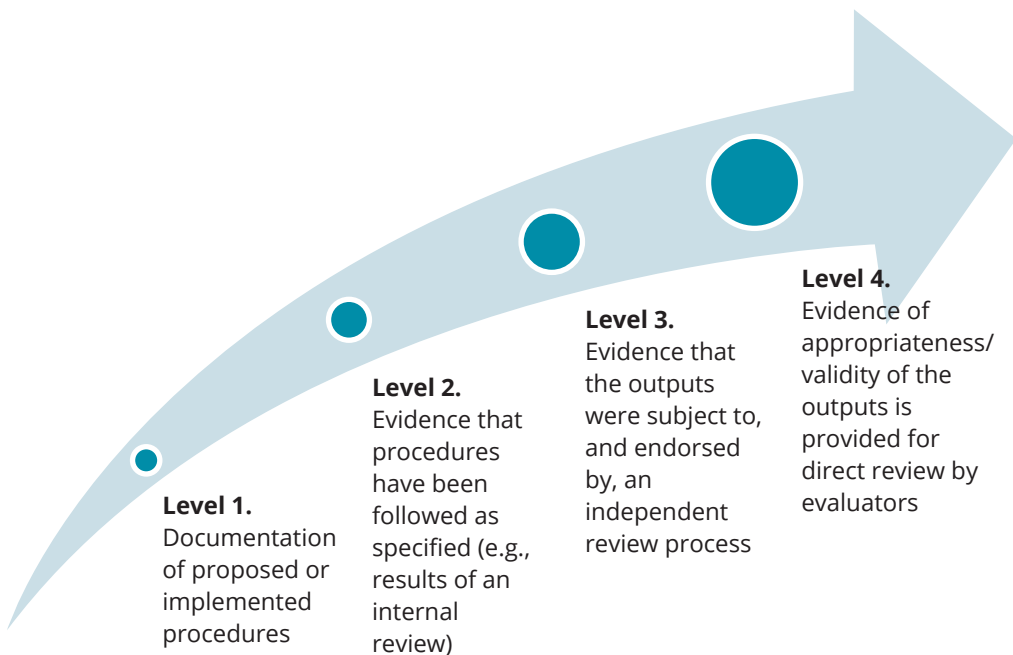 Level 1.
Documentation
of proposed or
implemented
procedures
Level 2.
Evidence that
procedures
have been
followed as
specified (e.g.,
results of an
internal
review)
Level 3.
Evidence that
the outputs
were subject to,
and endorsed
by, an
independent
review process
Level 4.
Evidence of
appropriateness/
validity of the
outputs is
provided for
direct review by
evaluators